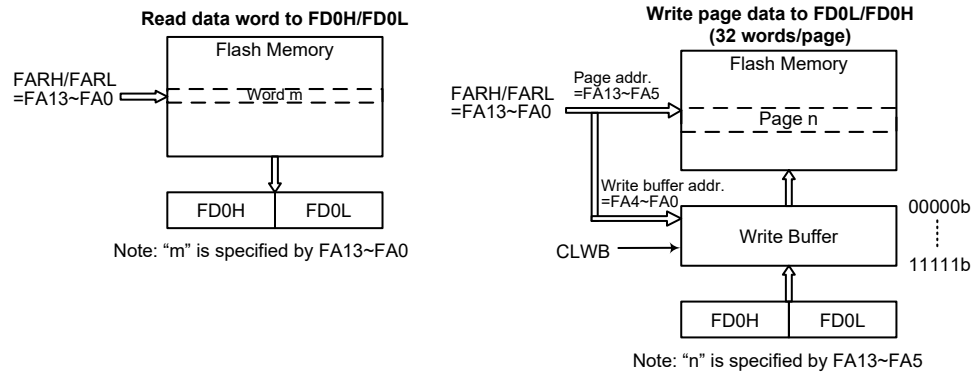 Read data word to FD0H/FD0L
Flash Memory
FARH/FARL
=FA13~FA0
Word m
FD0H
FD0L
Note: “m” is specified by FA13~FA0
Write page data to FD0L/FD0H
(32 words/page)
Flash Memory
Page addr.
=FA13~FA5
FARH/FARL
=FA13~FA0
Page n
Write buffer addr.
=FA4~FA0
00000b
Write Buffer
CLWB
11111b
FD0H
FD0L
Note: “n” is specified by FA13~FA5